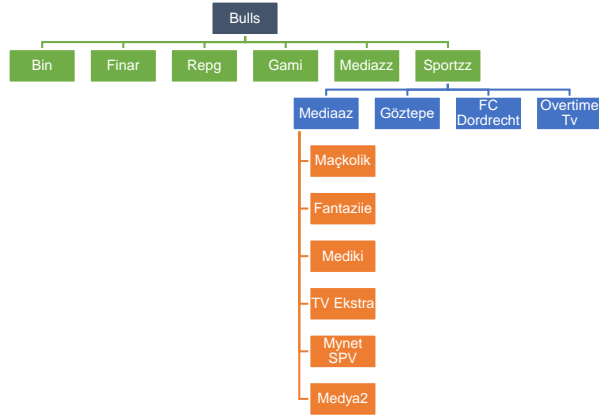 Bulls
Bin
Finar
Repg
Gami
Mediazz
Sportzz
Mediaaz
Göztepe
FC
Dordrecht
Overtime
Tv
Maçkolik
Fantaziie
Mediki
TV Ekstra
Mynet
SPV
Medya2